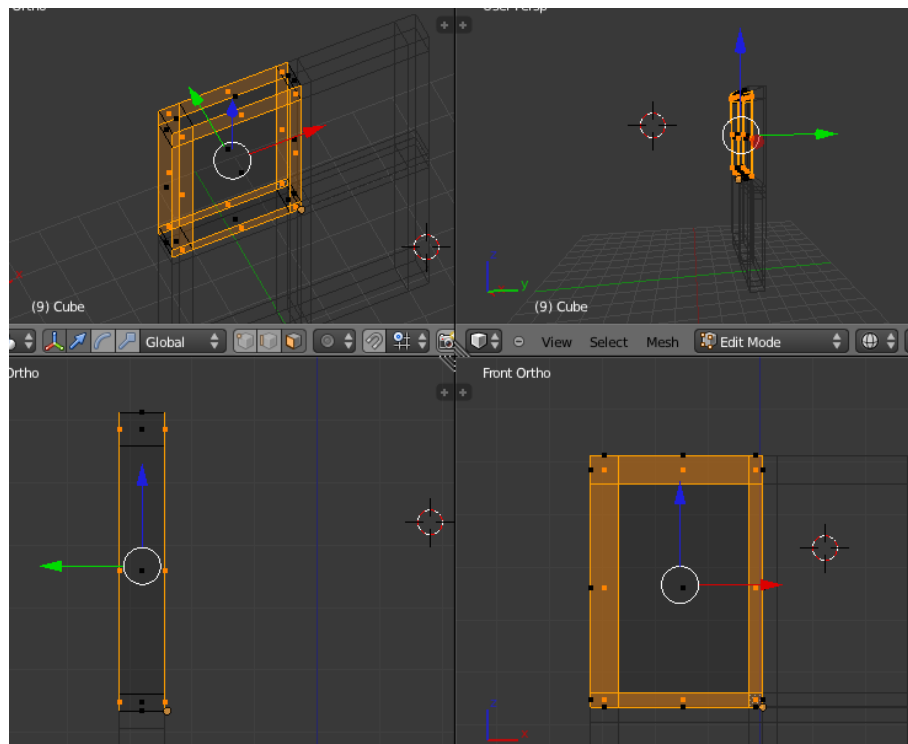 Ortho
User Persp
(9) Cube
y
(9) Cube
Global
View Select Mesh Edit Mode
Ortho
Front Ortho